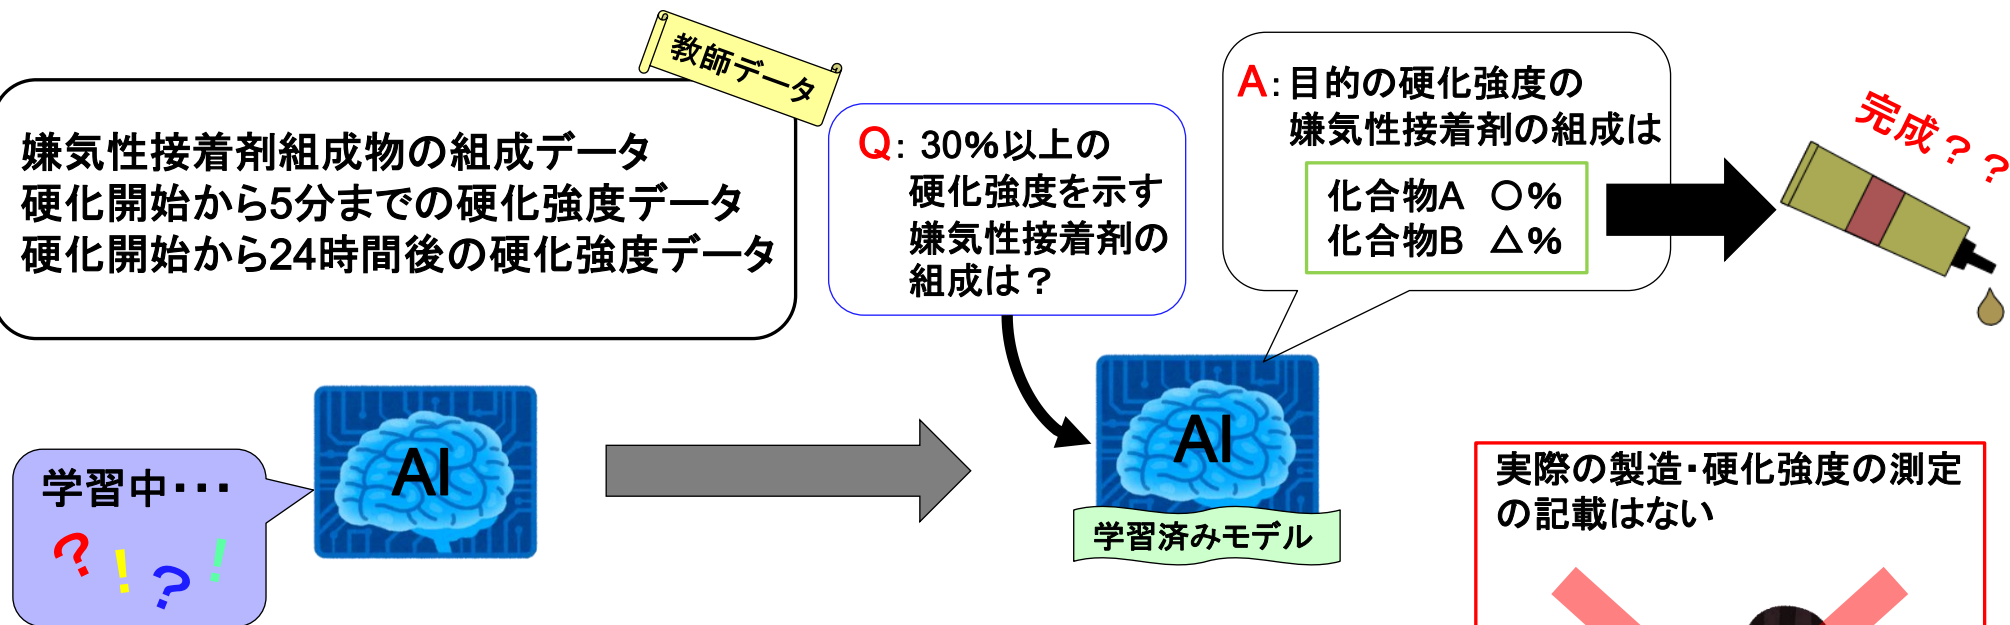 教師データ
嫌気性接着剤組成物の組成データ
硬化開始から5分までの硬化強度データ
硬化開始から24時間後の硬化強度データ
Q: 30%以上の
硬化強度を示す
嫌気性接着剤の
組成は？
A:目的の硬化強度の
嫌気性接着剤の組成は
化合物A ○%
化合物B △%
完成？？
学習中・・・
？！？！
AI
AI
学習済みモデル
実際の製造・硬化強度の測定
の記載はない